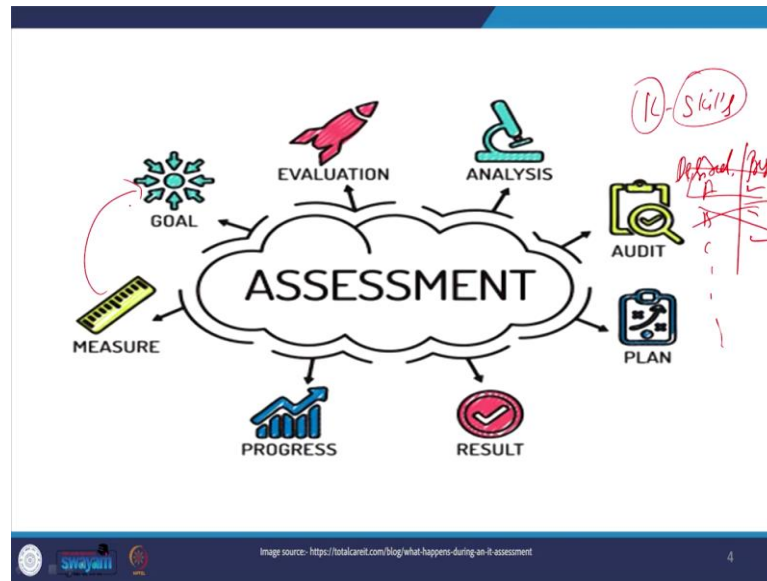 K - Skills
EVALUATION
ANALYSIS
GOAL
AUDIT
ASSESSMENT
MEASURE
PLAN
PROGRESS
RESULT
swayam
Image source:- https://totalcareit.com/blog/what-happens-during-an-it-assessment
4